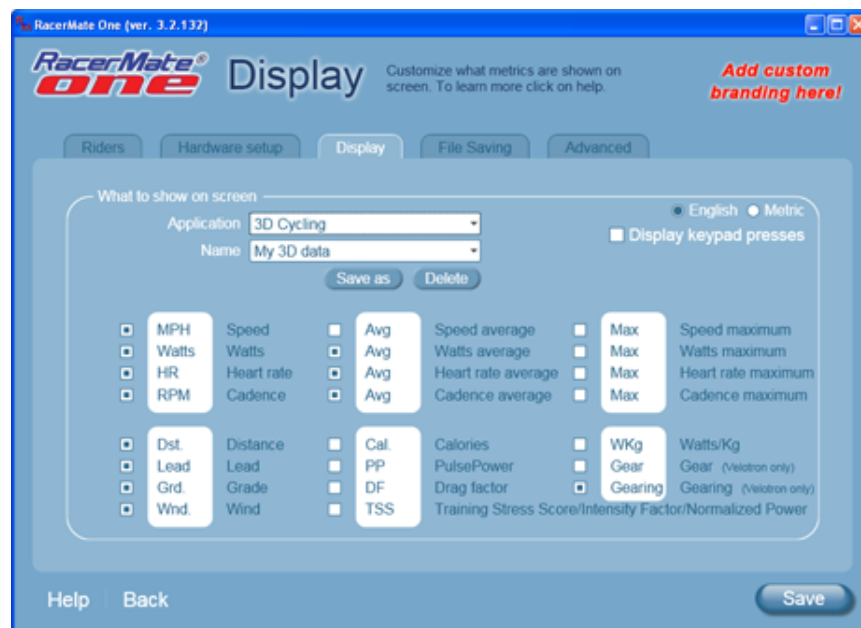 RacerMate One (ver. 3.2.132)
RacerMate®
one
Display
Customize what metrics are shown on
screen. To learn more click on help.
Add custom
branding here!
Riders
Hardware setup
Display
File Saving
Advanced
What to show on screen
English
Metric
Application
3D Cycling
Display keypad presses
Name
My 3D data
Save as
Delete
MPH Speed Avg Speed average Max Speed maximum
Watts Watts Avg Watts average Max Watts maximum
HR Heart rate Avg Heart rate average Max Heart rate maximum
RPM Cadence Avg Cadence average Max Cadence maximum
Dst. Distance Cal. Calories WKg Watts/Kg
Lead Lead PP PulsePower Gear Gear (Velotron only)
Grd. Grade DF Drag factor Gearing Gearing (Velotron only)
Wnd. Wind TSS Training Stress Score/Intensity Factor/Normalized Power
Help
Back
Save